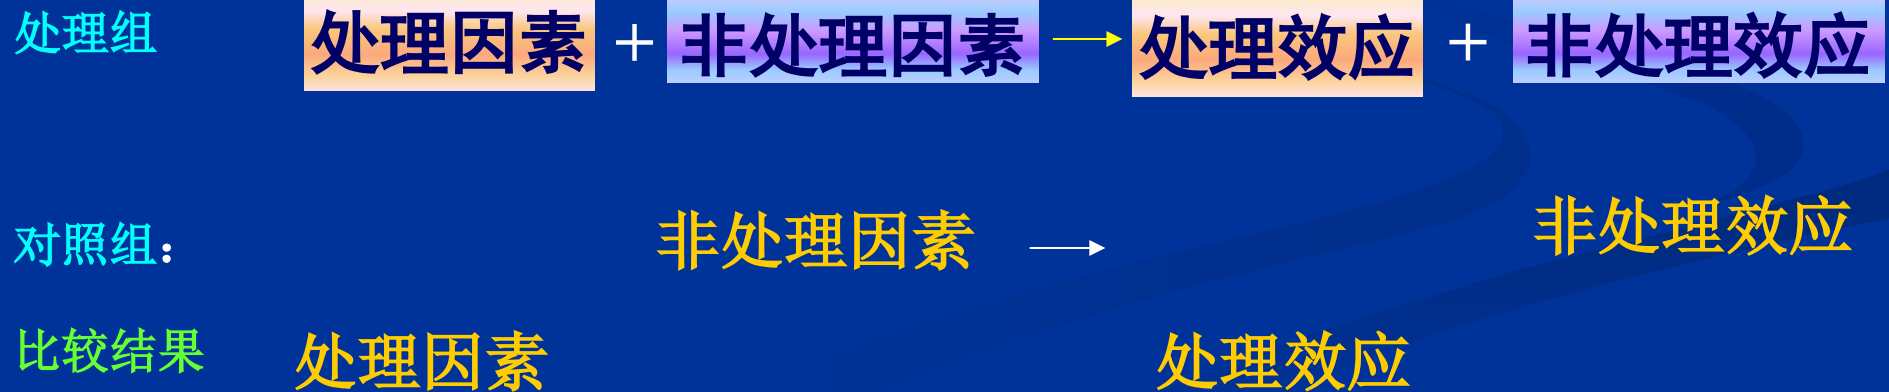 处理组 处理因素 + 非处理因素 → 处理效应 + 非处理效应
对照组: 非处理因素 → 非处理效应
比较结果 处理因素 处理效应